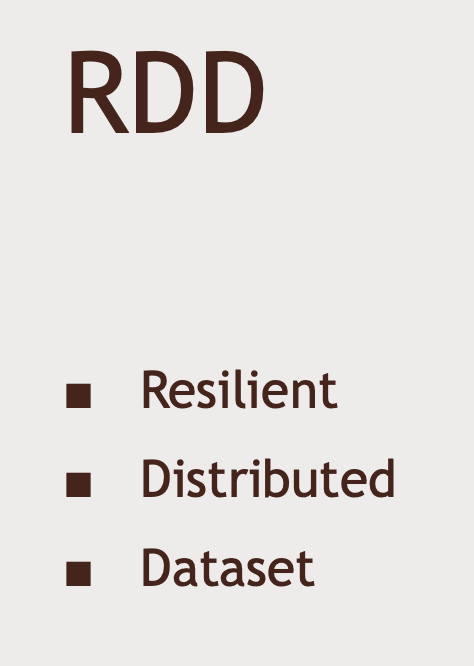 RDD
■ Resilient
■ Distributed
■ Dataset